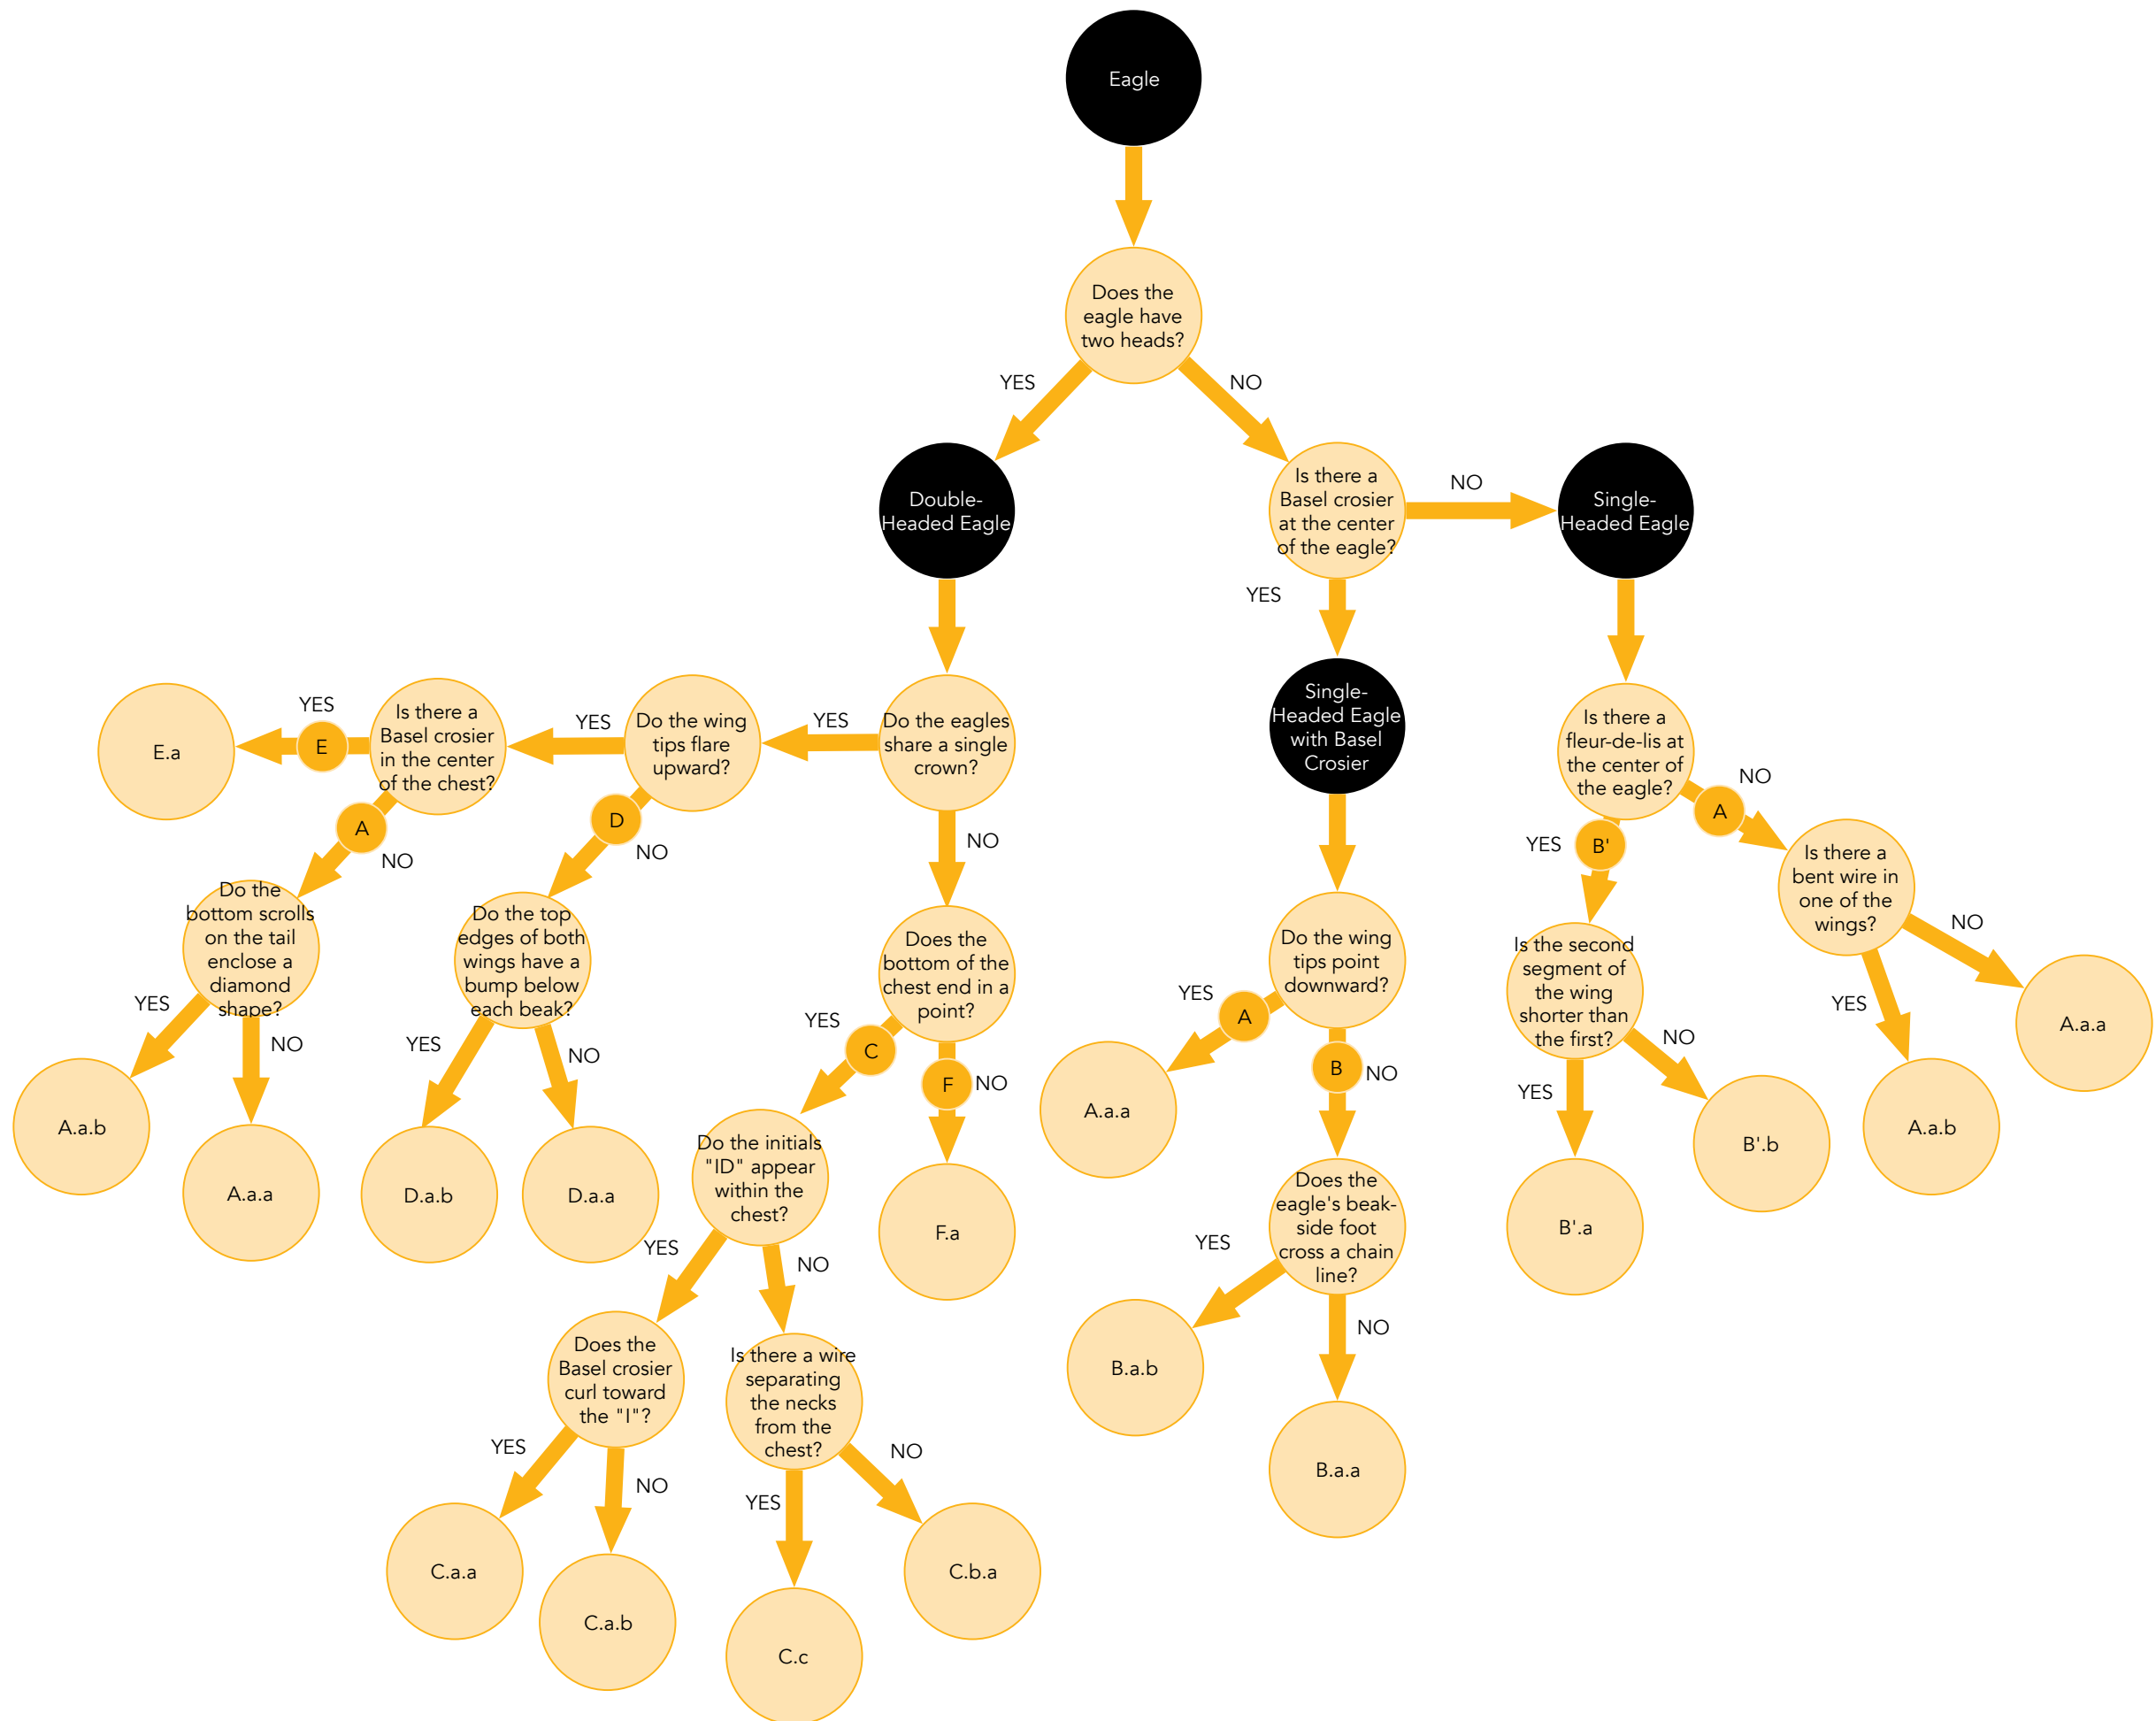 Eagle
Does the
eagle have
two heads?
YES
NO
Double-
Headed Eagle
Is there a
Basel crosier
at the center
of the eagle?
NO
Single-
Headed Eagle
YES
Single-
Headed Eagle
with Basel
Crosier
Do the eagles
share a single
crown?
YES
Do the wing
tips flare
upward?
YES
Is there a
Basel crosier
in the center
of the chest?
YES
E
E.a
A
NO
Do the
bottom scrolls
on the tail
enclose a
diamond
shape?
YES
NO
A.a.b
A.a.a
D
NO
Do the top
edges of both
wings have a
bump below
each beak?
YES
NO
D.a.b
D.a.a
NO
Does the
bottom of the
chest end in a
point?
YES
C
F
NO
F.a
Do the initials
"ID" appear
within the
chest?
YES
NO
Does the
Basel crosier
curl toward
the "I"?
YES
NO
C.a.a
C.a.b
Is there a wire
separating
the necks
from the
chest?
YES
NO
C.c
C.b.a
Do the wing
tips point
downward?
YES
A
A.a.a
B
NO
Does the
eagle's beak-
side foot
cross a chain
line?
YES
NO
B.a.b
B.a.a
Is there a
fleur-de-lis at
the center of
the eagle?
YES
B'
NO
A
Is the second
segment of
the wing
shorter than
the first?
YES
NO
B'.a
B'.b
Is there a
bent wire in
one of the
wings?
YES
NO
A.a.b
A.a.a